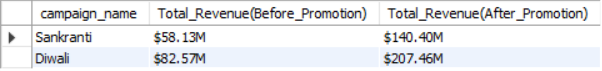 campaign_name Total_Revenue(Before_Promotion) Total_Revenue(After_Promotion)
Sankranti $58.13M $140.40M
Diwali $82.57M $207.46M